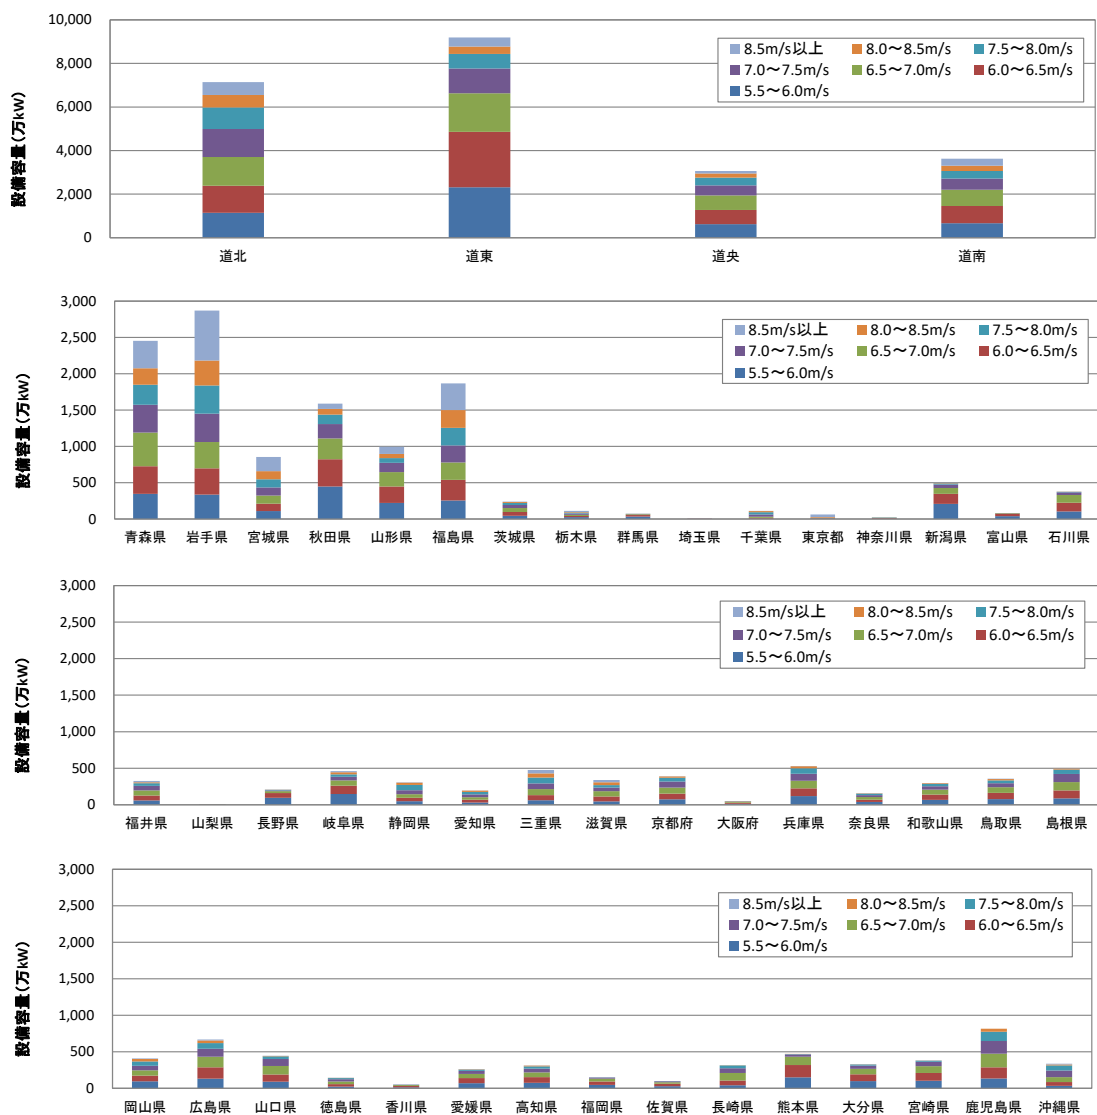 10,000
8,000
6,000
4,000
2,000
0
設備容量(万kW)
8.5m/s以上 8.0～8.5m/s 7.5～8.0m/s
7.0～7.5m/s 6.5～7.0m/s 6.0～6.5m/s
5.5～6.0m/s
道北 道東 道央 道南
3,000
2,500
2,000
1,500
1,000
500
0
設備容量(万kW)
8.5m/s以上 8.0～8.5m/s 7.5～8.0m/s
7.0～7.5m/s 6.5～7.0m/s 6.0～6.5m/s
5.5～6.0m/s
青森県 岩手県 宮城県 秋田県 山形県 福島県 茨城県 栃木県 群馬県 埼玉県 千葉県 東京都 神奈川県 新潟県 富山県 石川県
3,000
2,500
2,000
1,500
1,000
500
0
設備容量(万kW)
8.5m/s以上 8.0～8.5m/s 7.5～8.0m/s
7.0～7.5m/s 6.5～7.0m/s 6.0～6.5m/s
5.5～6.0m/s
福井県 山梨県 長野県 岐阜県 静岡県 愛知県 三重県 滋賀県 京都府 大阪府 兵庫県 奈良県 和歌山県 鳥取県 島根県
3,000
2,500
2,000
1,500
1,000
500
0
設備容量(万kW)
8.5m/s以上 8.0～8.5m/s 7.5～8.0m/s
7.0～7.5m/s 6.5～7.0m/s 6.0～6.5m/s
5.5～6.0m/s
岡山県 広島県 山口県 徳島県 香川県 愛媛県 高知県 福岡県 佐賀県 長崎県 熊本県 大分県 宮崎県 鹿児島県 沖縄県